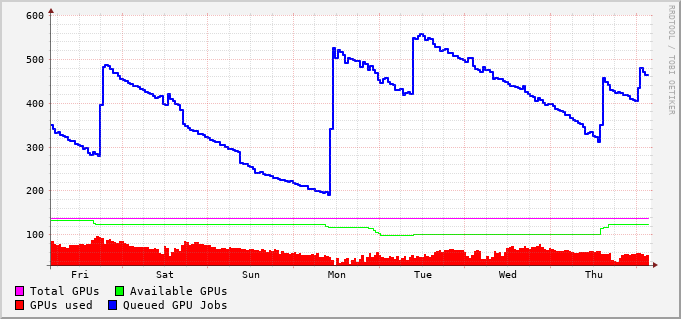 600
500
400
300
200
100
Fri Sat Sun Mon Tue Wed Thu
Total GPUs Available GPUs
GPUs used Queued GPU Jobs
RRDTOOL / TOBI OETIKER